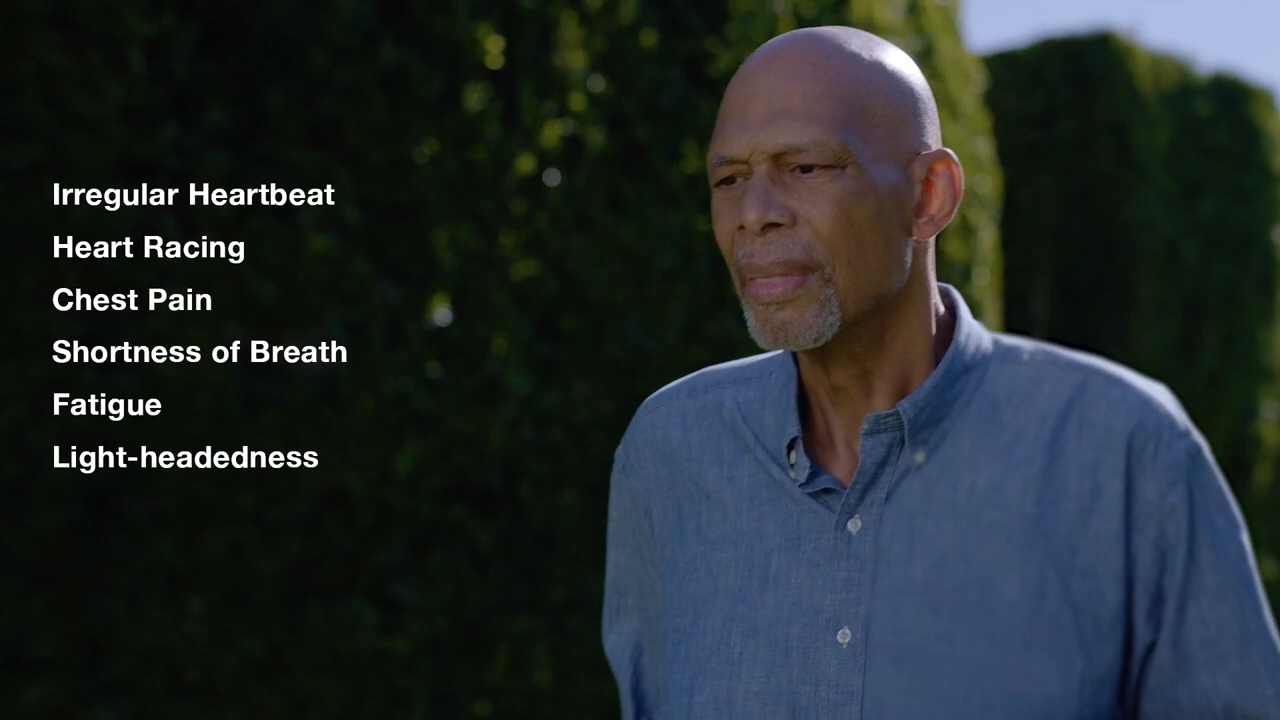 Irregular Heartbeat
Heart Racing
Chest Pain
Shortness of Breath
Fatigue
Light-headedness